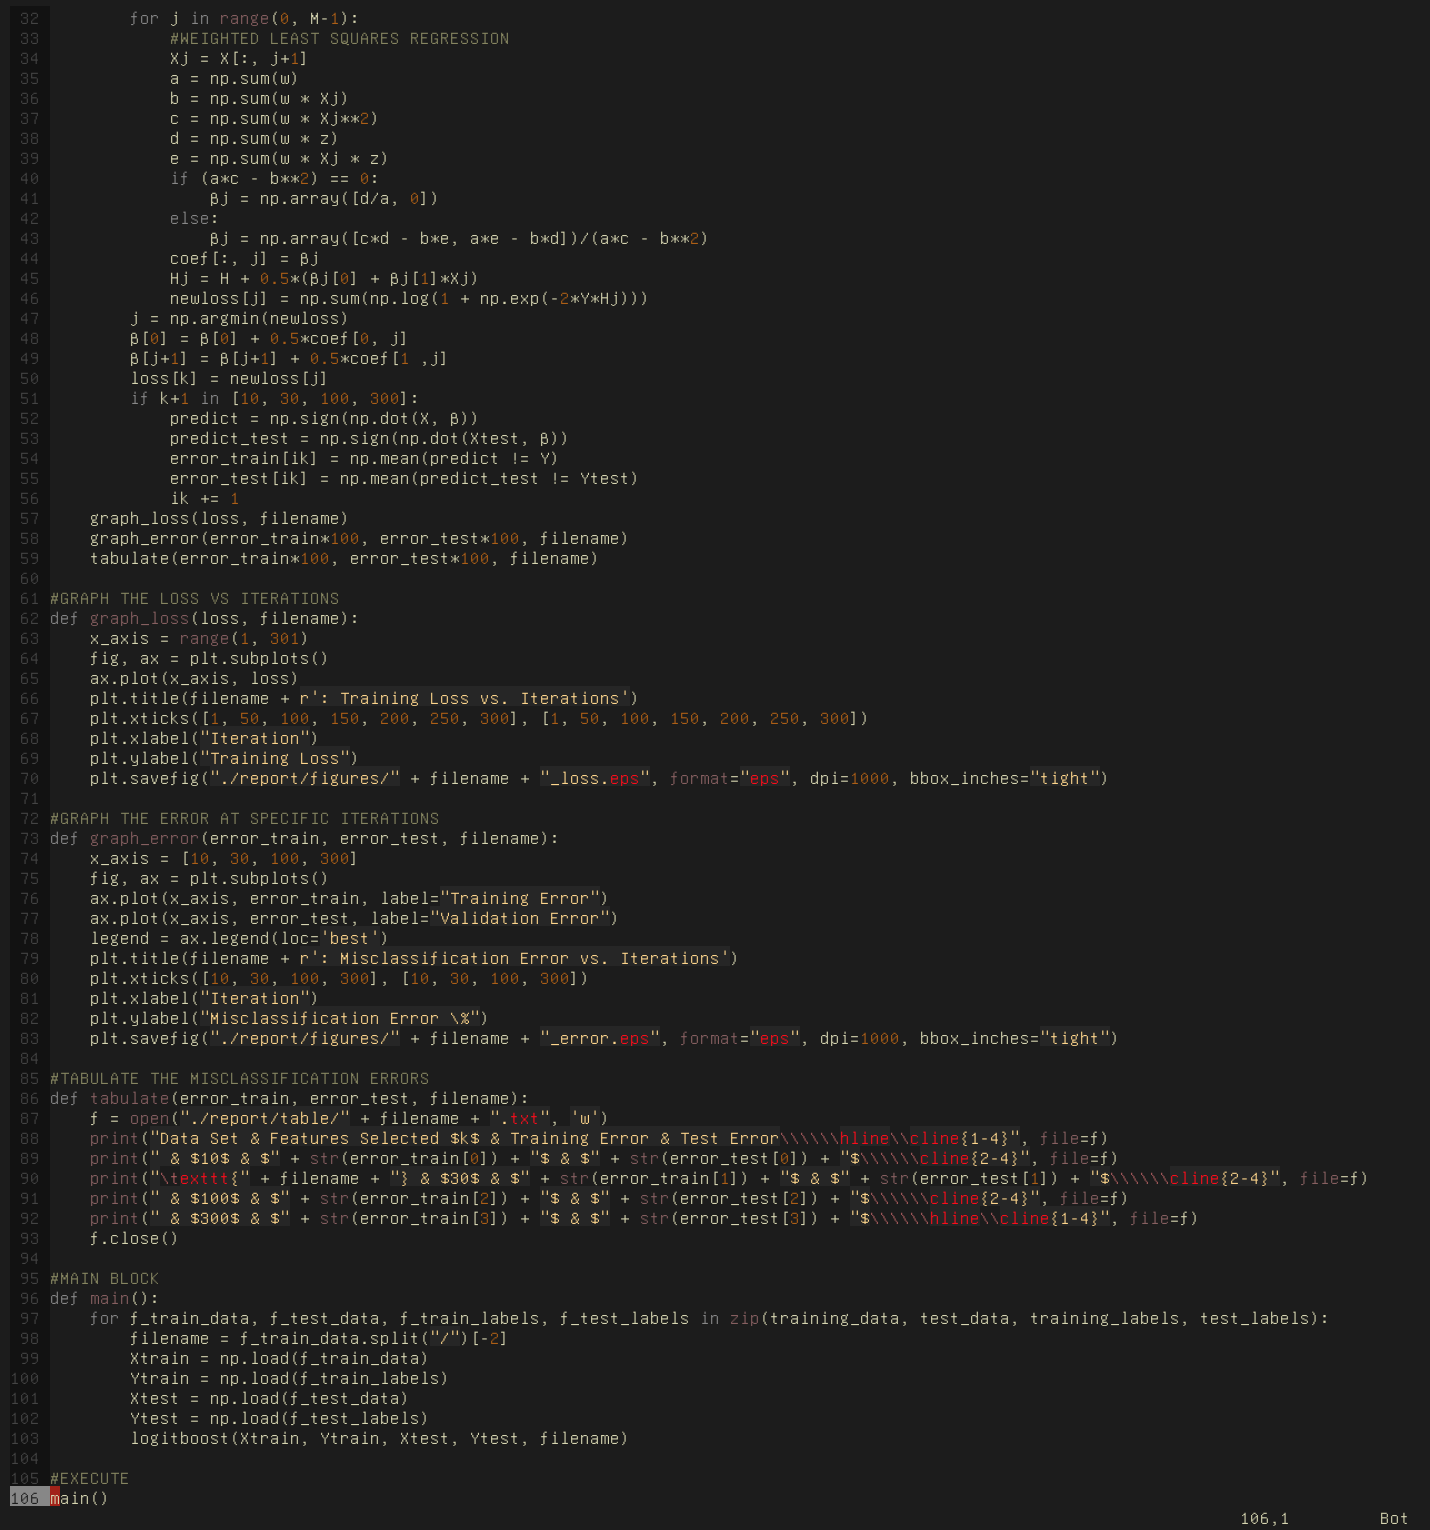 32         for j in range(0, M-1):
33             #WEIGHTED LEAST SQUARES REGRESSION
34             Xj = X[:, j+1]
35             a = np.sum(w)
36             b = np.sum(w * Xj)
37             c = np.sum(w * Xj**2)
38             d = np.sum(w * z)
39             e = np.sum(w * Xj * z)
40             if (a*c - b**2) == 0:
41                 βj = np.array([d/a, 0])
42             else:
43                 βj = np.array([c*d - b*e, a*e - b*d])/(a*c - b**2)
44             coef[:, j] = βj
45             Hj = H + 0.5*(βj[0] + βj[1]*Xj)
46             newloss[j] = np.sum(np.log(1 + np.exp(-2*Y*Hj)))
47         j = np.argmin(newloss)
48         β[0] = β[0] + 0.5*coef[0, j]
49         β[j+1] = β[j+1] + 0.5*coef[1 ,j]
50         loss[k] = newloss[j]
51         if k+1 in [10, 30, 100, 300]:
52             predict = np.sign(np.dot(X, β))
53             predict_test = np.sign(np.dot(Xtest, β))
54             error_train[ik] = np.mean(predict != Y)
55             error_test[ik] = np.mean(predict_test != Ytest)
56             ik += 1
57     graph_loss(loss, filename)
58     graph_error(error_train*100, error_test*100, filename)
59     tabulate(error_train*100, error_test*100, filename)
60
61 #GRAPH THE LOSS VS ITERATIONS
62 def graph_loss(loss, filename):
63     x_axis = range(1, 301)
64     fig, ax = plt.subplots()
65     ax.plot(x_axis, loss)
66     plt.title(filename + r': Training Loss vs. Iterations')
67     plt.xticks([1, 50, 100, 150, 200, 250, 300], [1, 50, 100, 150, 200, 250, 300])
68     plt.xlabel("Iteration")
69     plt.ylabel("Training Loss")
70     plt.savefig("./report/figures/" + filename + "_loss.eps", format="eps", dpi=1000, bbox_inches="tight")
71
72 #GRAPH THE ERROR AT SPECIFIC ITERATIONS
73 def graph_error(error_train, error_test, filename):
74     x_axis = [10, 30, 100, 300]
75     fig, ax = plt.subplots()
76     ax.plot(x_axis, error_train, label="Training Error")
77     ax.plot(x_axis, error_test, label="Validation Error")
78     legend = ax.legend(loc='best')
79     plt.title(filename + r': Misclassification Error vs. Iterations')
80     plt.xticks([10, 30, 100, 300], [10, 30, 100, 300])
81     plt.xlabel("Iteration")
82     plt.ylabel("Misclassification Error \%")
83     plt.savefig("./report/figures/" + filename + "_error.eps", format="eps", dpi=1000, bbox_inches="tight")
84
85 #TABULATE THE MISCLASSIFICATION ERRORS
86 def tabulate(error_train, error_test, filename):
87     f = open("./report/table/" + filename + ".txt", 'w')
88     print("Data Set & Features Selected $k$ & Training Error & Test Error\\\\\\hline\\cline{1-4}", file=f)
89     print(" & $10$ & $" + str(error_train[0]) + "$ & $" + str(error_test[0]) + "$\\\\\\cline{2-4}", file=f)
90     print("\\texttt{" + filename + "} & $30$ & $" + str(error_train[1]) + "$ & $" + str(error_test[1]) + "$\\\\\\cline{2-4}", file=f)
91     print(" & $100$ & $" + str(error_train[2]) + "$ & $" + str(error_test[2]) + "$\\\\\\cline{2-4}", file=f)
92     print(" & $300$ & $" + str(error_train[3]) + "$ & $" + str(error_test[3]) + "$\\\\\\hline\\cline{1-4}", file=f)
93     f.close()
94
95 #MAIN BLOCK
96 def main():
97     for f_train_data, f_test_data, f_train_labels, f_test_labels in zip(training_data, test_data, training_labels, test_labels):
98         filename = f_train_data.split("/")[-2]
99         Xtrain = np.load(f_train_data)
100         Ytrain = np.load(f_train_labels)
101         Xtest = np.load(f_test_data)
102         Ytest = np.load(f_test_labels)
103         logitboost(Xtrain, Ytrain, Xtest, Ytest, filename)
104
105 #EXECUTE
106 main()
106,1 Bot